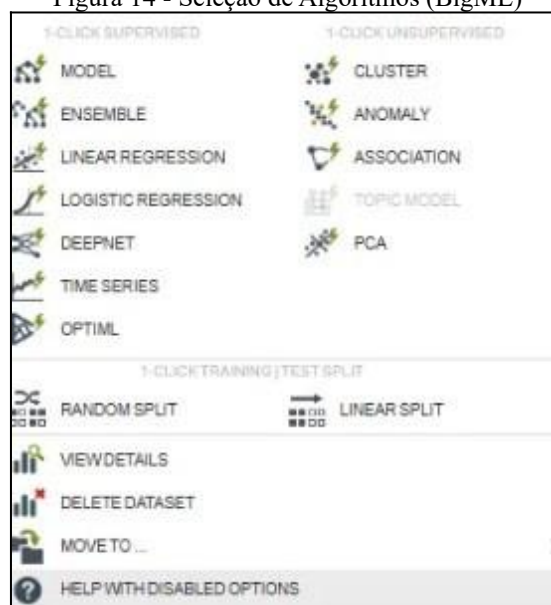 Figura 14 - Seleção de Algoritmos (BigML)
1-CLICK SUPERVISED
1-CLICK UNSUPERVISED
MODEL
CLUSTER
ENSEMBLE
ANOMALY
LINEAR REGRESSION
ASSOCIATION
LOGISTIC REGRESSION
TOPIC MODEL
DEEPNET
PCA
TIME SERIES
OPTIML
1-CLICK TRAINING | TEST SPLIT
RANDOM SPLIT
LINEAR SPLIT
VIEW DETAILS
DELETE DATASET
MOVE TO ...
HELP WITH DISABLED OPTIONS